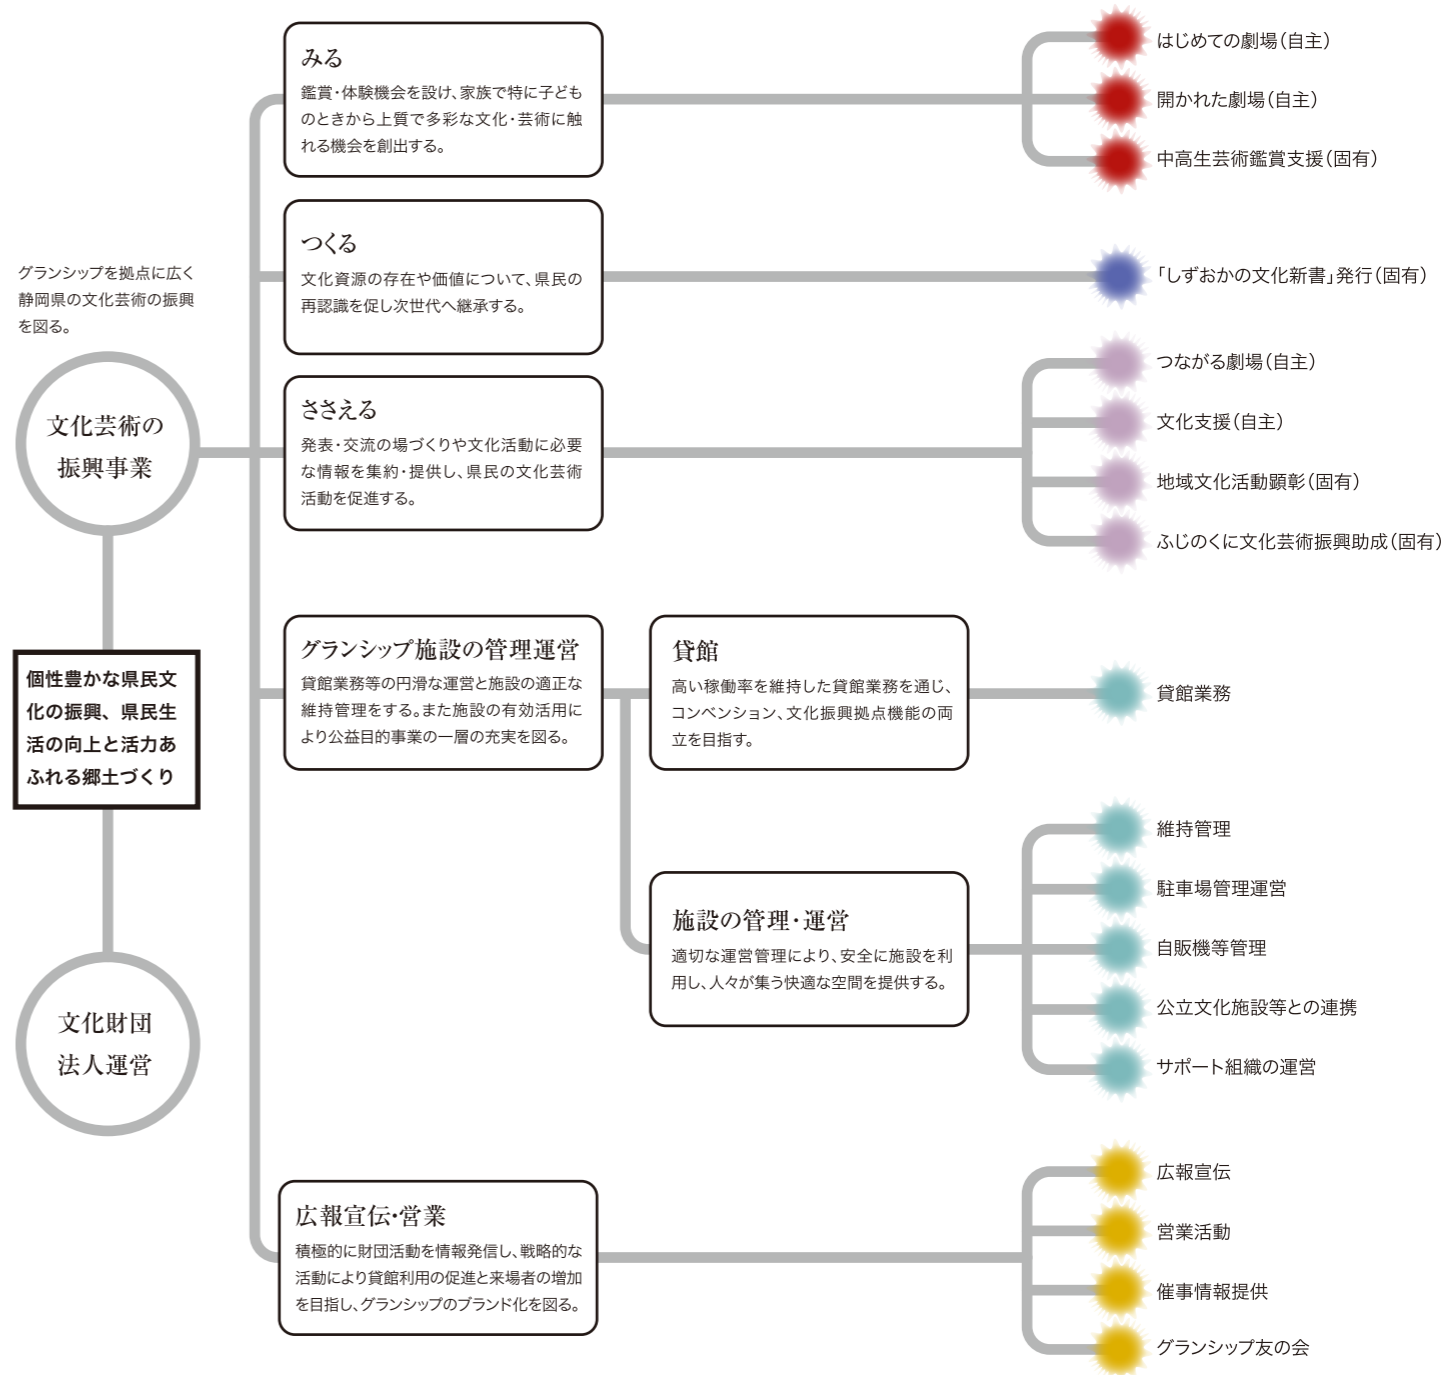 グランシップを拠点に広く
静岡県の文化芸術の振興
を図る。
文化芸術の
振興事業
個性豊かな県民文
化の振興、県民生
活の向上と活力あ
ふれる郷土づくり
文化財団
法人運営
みる
鑑賞・体験機会を設け、家族で特に子ども
のときから上質で多彩な文化・芸術に触
れる機会を創出する。
はじめての劇場(自主)
開かれた劇場(自主)
中高生芸術鑑賞支援(固有)
つくる
文化資源の存在や価値について、県民の
再認識を促し次世代へ継承する。
「しずおかの文化新書」発行(固有)
ささえる
発表・交流の場づくりや文化活動に必要
な情報を集約・提供し、県民の文化芸術
活動を促進する。
つながる劇場(自主)
文化支援(自主)
地域文化活動顕彰(固有)
ふじのくに文化芸術振興助成(固有)
グランシップ施設の管理運営
貸館業務等の円滑な運営と施設の適正な
維持管理をする。また施設の有効活用に
より公益目的事業の一層の充実を図る。
貸館
高い稼働率を維持した貸館業務を通じ、
コンベンション、文化振興拠点機能の両
立を目指す。
貸館業務
施設の管理・運営
適切な運営管理により、安全に施設を利
用し、人々が集う快適な空間を提供する。
維持管理
駐車場管理運営
自販機等管理
公立文化施設等との連携
サポート組織の運営
広報宣伝・営業
積極的に財団活動を情報発信し、戦略的な
活動により貸館利用の促進と来場者の増加
を目指し、グランシップのブランド化を図る。
広報宣伝
営業活動
催事情報提供
グランシップ友の会